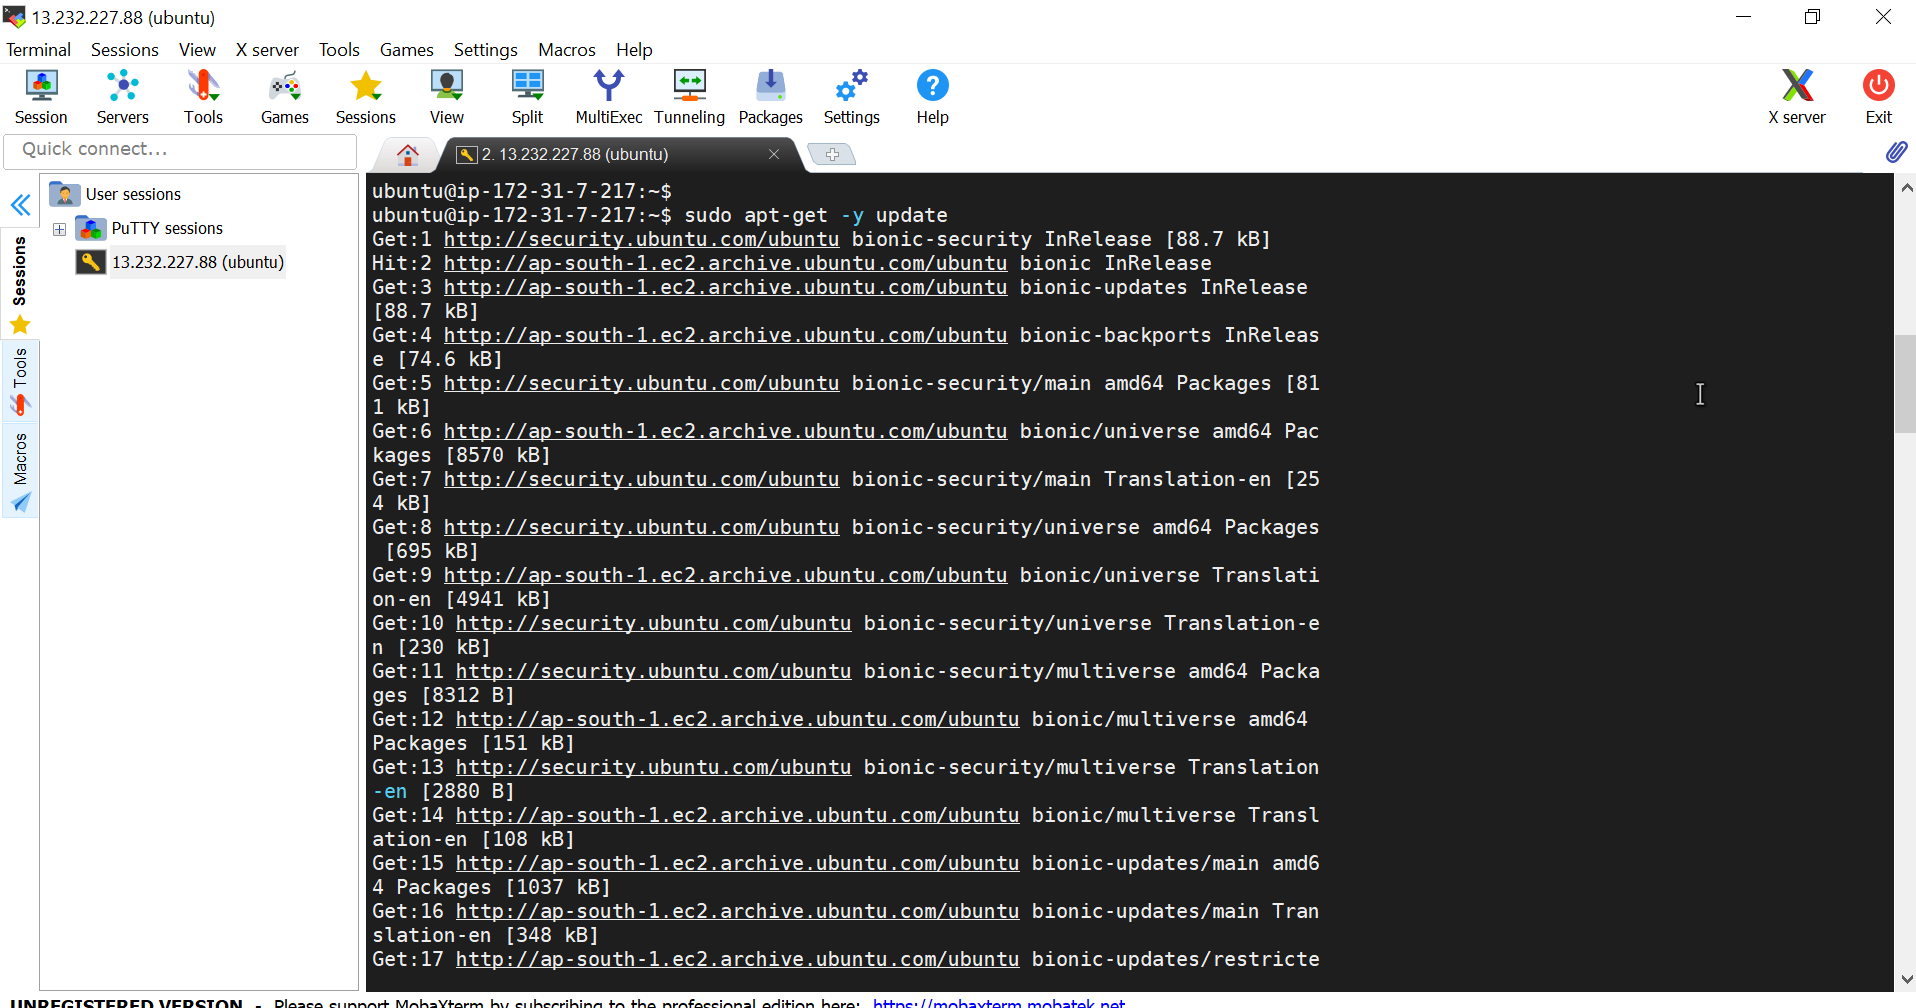 13.232.227.88 (ubuntu)
Terminal Sessions View X server Tools Games Settings Macros Help
Session Servers Tools Games Sessions View Split MultiExec Tunneling Packages Settings Help X server Exit
Quick connect...
2. 13.232.227.88 (ubuntu)
User sessions
PuTTY sessions
13.232.227.88 (ubuntu)
Sessions
Tools
Macros
ubuntu@ip-172-31-7-217:~$
ubuntu@ip-172-31-7-217:~$ sudo apt-get -y update
Get:1 http://security.ubuntu.com/ubuntu bionic-security InRelease [88.7 kB]
Hit:2 http://ap-south-1.ec2.archive.ubuntu.com/ubuntu bionic InRelease
Get:3 http://ap-south-1.ec2.archive.ubuntu.com/ubuntu bionic-updates InRelease
[88.7 kB]
Get:4 http://ap-south-1.ec2.archive.ubuntu.com/ubuntu bionic-backports InReleas
e [74.6 kB]
Get:5 http://security.ubuntu.com/ubuntu bionic-security/main amd64 Packages [81
1 kB]
Get:6 http://ap-south-1.ec2.archive.ubuntu.com/ubuntu bionic/universe amd64 Pac
kages [8570 kB]
Get:7 http://security.ubuntu.com/ubuntu bionic-security/main Translation-en [25
4 kB]
Get:8 http://security.ubuntu.com/ubuntu bionic-security/universe amd64 Packages
[695 kB]
Get:9 http://ap-south-1.ec2.archive.ubuntu.com/ubuntu bionic/universe Translati
on-en [4941 kB]
Get:10 http://security.ubuntu.com/ubuntu bionic-security/universe Translation-e
n [230 kB]
Get:11 http://security.ubuntu.com/ubuntu bionic-security/multiverse amd64 Packa
ges [8312 B]
Get:12 http://ap-south-1.ec2.archive.ubuntu.com/ubuntu bionic/multiverse amd64
Packages [151 kB]
Get:13 http://security.ubuntu.com/ubuntu bionic-security/multiverse Translation
-en [2880 B]
Get:14 http://ap-south-1.ec2.archive.ubuntu.com/ubuntu bionic/multiverse Transl
ation-en [108 kB]
Get:15 http://ap-south-1.ec2.archive.ubuntu.com/ubuntu bionic-updates/main amd6
4 Packages [1037 kB]
Get:16 http://ap-south-1.ec2.archive.ubuntu.com/ubuntu bionic-updates/main Tran
slation-en [348 kB]
Get:17 http://ap-south-1.ec2.archive.ubuntu.com/ubuntu bionic-updates/restricte
UNREGISTERED VERSION - Please support MobaXterm by subscribing to the professional edition here: https://mobaxterm.mobatek.net